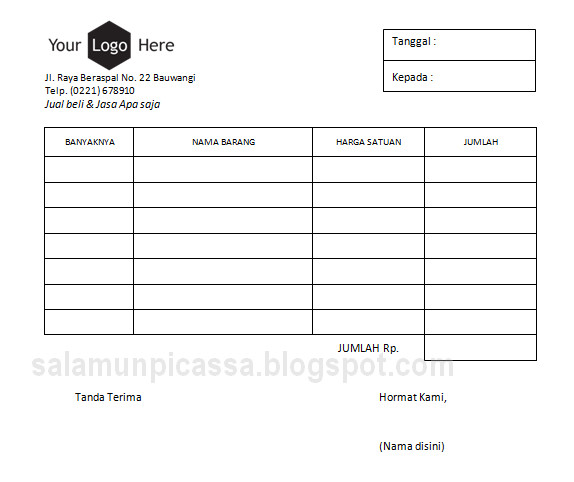 Your Logo Here
Jl. Raya Beraspal No. 22 Bauwangi
Telp. (0221) 678910
Jual beli & Jasa Apa saja
Tanggal :
Kepada :
BANYAKNYA NAMA BARANG HARGA SATUAN JUMLAH
JUMLAH Rp.
salamunpicassa.blogspot.com
Tanda Terima Hormat Kami,
(Nama disini)